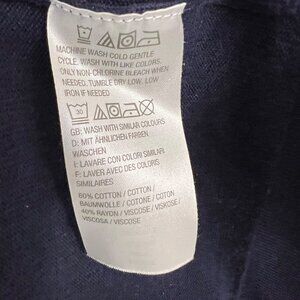 MACHINE WASH COLD GENTLE
CYCLE. WASH WITH LIKE COLORS.
ONLY NON-CHLORINE BLEACH WHEN
NEEDED. TUMBLE DRY LOW. LOW
IRON IF NEEDED
30
GB: WASH WITH SIMILAR COLOURS
D: MIT ÄHNLICHEN FARBEN
WASCHEN
I: LAVARE CON COLORI SIMILARI
F: LAVER AVEC DES COLORIS
SIMILAIRES
60% COTTON / COTTON /
BAUMWOLLE / COTONE / COTON
40% RAYON / VISCOSE / VISKOSE /
VISCOSA / VISCOSE